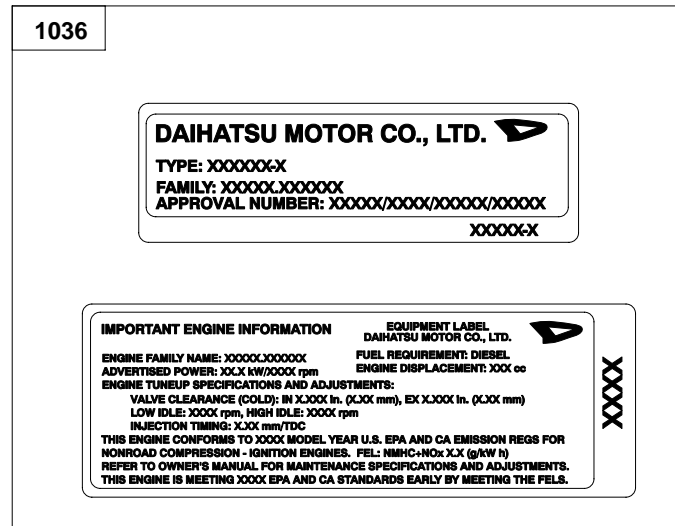 1036
DAIHATSU MOTOR CO., LTD.
TYPE: XXXXXX-X
FAMILY: XXXXX.XXXXXX
APPROVAL NUMBER: XXXXX/XXXX/XXXXX/XXXXX
XXXXX-X
IMPORTANT ENGINE INFORMATION
EQUIPMENT LABEL
DAIHATSU MOTOR CO., LTD.
ENGINE FAMILY NAME: XXXXX.XXXXXX
FUEL REQUIREMENT: DIESEL
ADVERTISED POWER: XX.X kW/XXXX rpm
ENGINE DISPLACEMENT: XXX cc
ENGINE TUNEUP SPECIFICATIONS AND ADJUSTMENTS:
VALVE CLEARANCE (COLD): IN X.XXX in. (X.XX mm), EX X.XXX in. (X.XX mm)
LOW IDLE: XXXX rpm, HIGH IDLE: XXXX rpm
INJECTION TIMING: X.XX mm/TDC
THIS ENGINE CONFORMS TO XXXX MODEL YEAR U.S. EPA AND CA EMISSION REGS FOR
NONROAD COMPRESSION - IGNITION ENGINES. FEL: NMHC+NOx X.X (g/kW h)
REFER TO OWNER'S MANUAL FOR MAINTENANCE SPECIFICATIONS AND ADJUSTMENTS.
THIS ENGINE IS MEETING XXXX EPA AND CA STANDARDS EARLY BY MEETING THE FELS.
XXXX